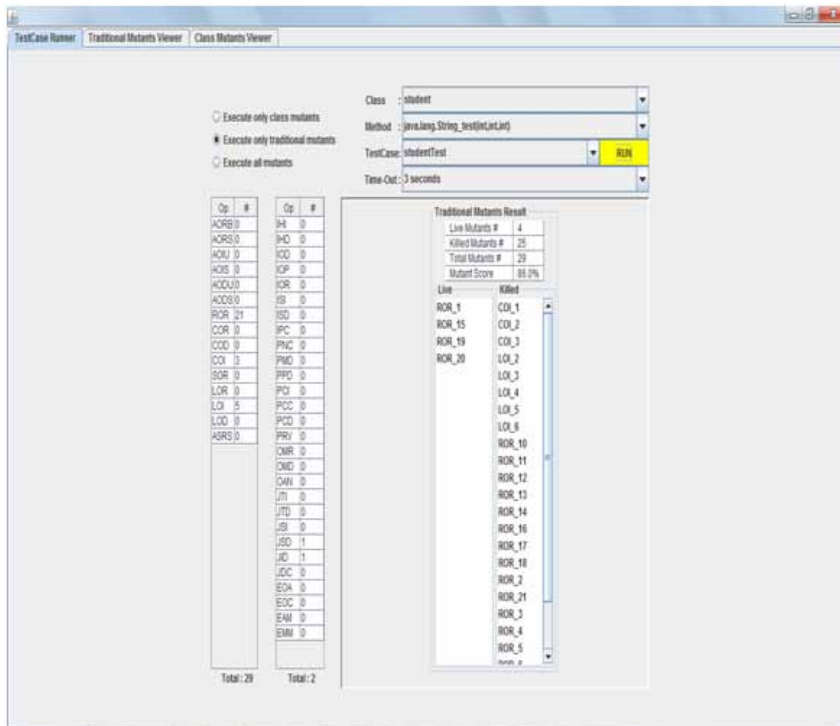 TestCase Runner Traditional Mutants Viewer Class Mutants Viewer
Execute only class mutants
Execute only traditional mutants
Execute all mutants
Class : student
Method : java.lang.String_test(int,int,int)
TestCase: studentTest RUN
Time-Out : 3 seconds
Op #
AORB 0
AORS 0
AOIU 0
AOIS 0
AODU 0
AODS 0
ROR 21
COR 0
COD 0
COI 3
SOR 0
LOR 0
LOI 5
LOD 0
ASRS 0
Total : 29
Op #
IHI 0
IHD 0
IOD 0
IOP 0
IOR 0
ISI 0
ISD 0
IPC 0
PNC 0
PMD 0
PPD 0
PCI 0
PCC 0
PCD 0
PRV 0
OMR 0
OMD 0
OAN 0
JTI 0
JTD 0
JSI 0
JSD 1
JID 1
JDC 0
EOA 0
EOC 0
EAM 0
EMM 0
Total : 2
Traditional Mutants Result
Live Mutants # 4
Killed Mutants # 25
Total Mutants # 29
Mutant Score 86.0%
Live
ROR_1
ROR_15
ROR_19
ROR_20
Killed
COI_1
COI_2
COI_3
LOI_2
LOI_3
LOI_4
LOI_5
LOI_6
ROR_10
ROR_11
ROR_12
ROR_13
ROR_14
ROR_16
ROR_17
ROR_18
ROR_2
ROR_21
ROR_3
ROR_4
ROR_5